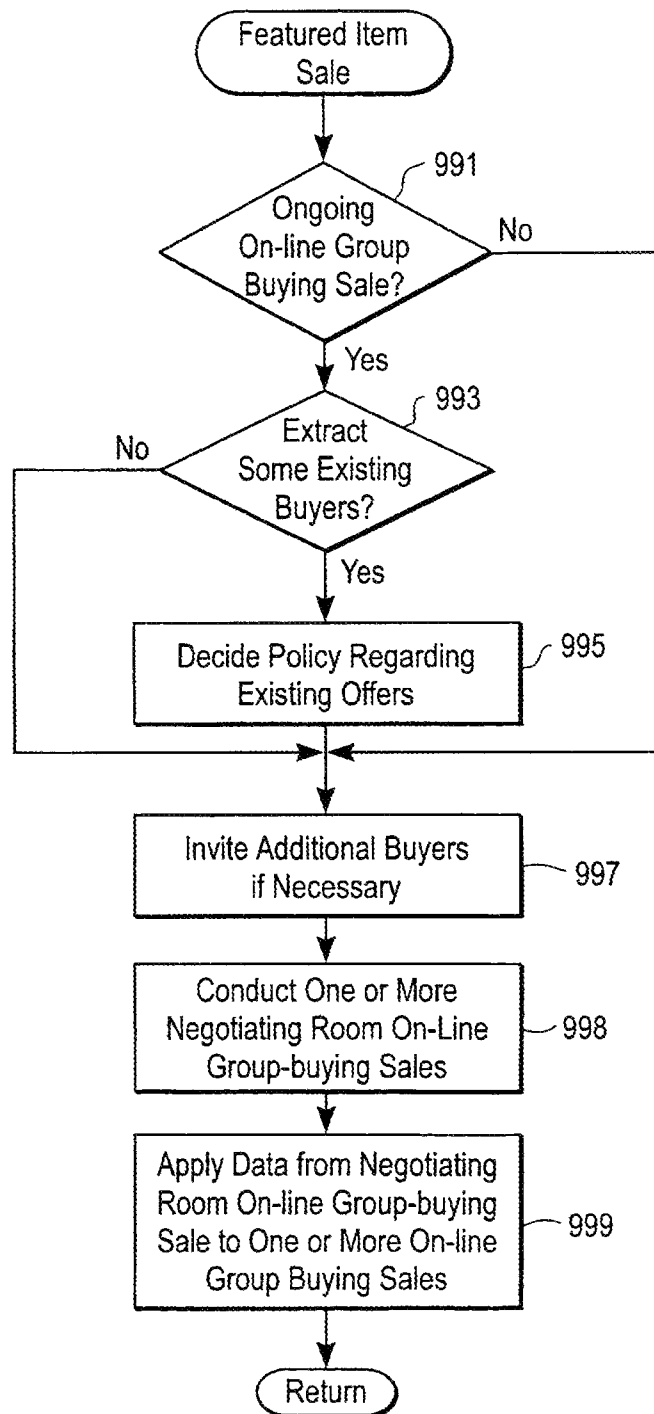 Featured Item
Sale
991
Ongoing
On-line Group
Buying Sale?
No
Yes
993
No
Extract
Some Existing
Buyers?
Yes
Decide Policy Regarding
Existing Offers
995
Invite Additional Buyers
if Necessary
997
Conduct One or More
Negotiating Room On-Line
Group-buying Sales
998
Apply Data from Negotiating
Room On-line Group-buying
Sale to One or More On-line
Group Buying Sales
999
Return